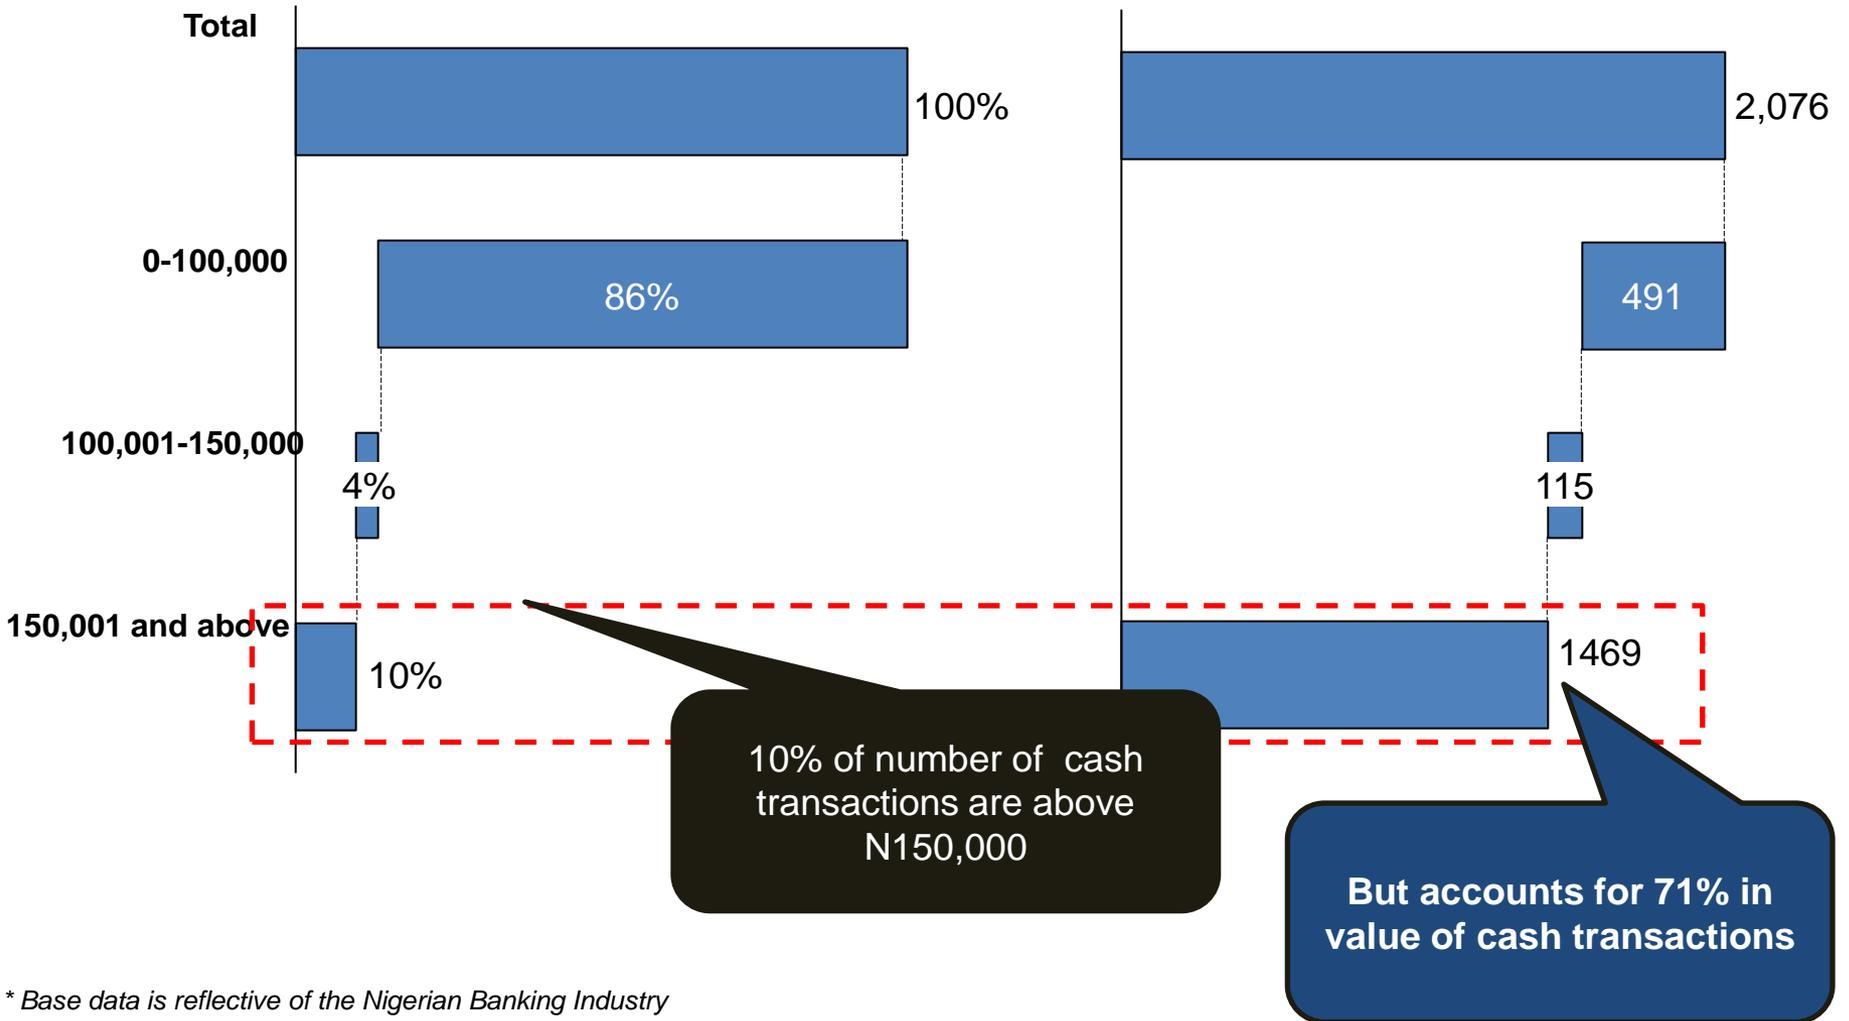 Total
100%
2,076
0-100,000
86%
491
100,001-150,000
4%
115
150,001 and above
10%
1469
10% of number of  cash
transactions are above
N150,000
But accounts for 71% in
value of cash transactions
* Base data is reflective of the Nigerian Banking Industry